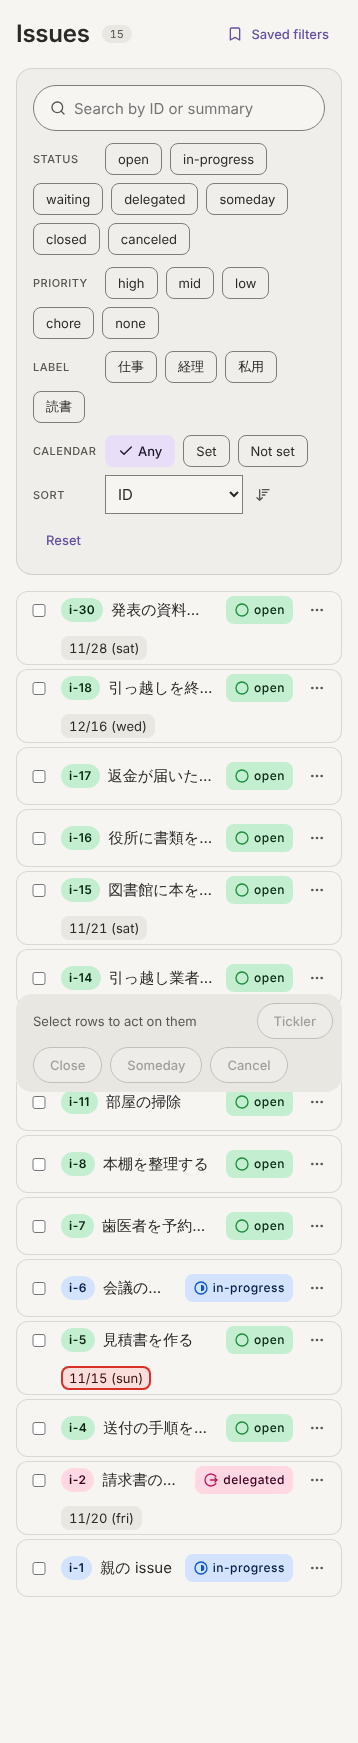 Issues 15 Saved filters
Search by ID or summary
STATUS open in-progress
waiting delegated someday
closed canceled
PRIORITY high mid low
chore none
LABEL 仕事 経理 私用
読書
CALENDAR Any Set Not set
SORT ID
Reset
i-30 発表の資料... open
11/28 (sat)
i-18 引っ越しを終... open
12/16 (wed)
i-17 返金が届いた... open
i-16 役所に書類を... open
i-15 図書館に本を... open
11/21 (sat)
i-14 引っ越し業者... open
Select rows to act on them Tickler
Close Someday Cancel
i-11 部屋の掃除 open
i-8 本棚を整理する open
i-7 歯医者を予約... open
i-6 会議の... in-progress
i-5 見積書を作る open
11/15 (sun)
i-4 送付の手順を... open
i-2 請求書の... delegated
11/20 (fri)
i-1 親の issue in-progress